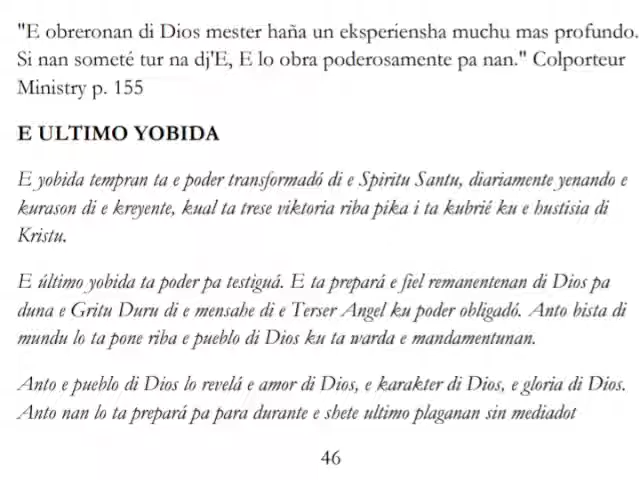 "E obreronan di Dios mester haña un eksperiensha muchu mas profundo.
Si nan someté tur na dj'E, E lo obra poderosamente pa nan." Colporteur
Ministry p. 155
E ULTIMO YOBIDA
E yobida tempran ta e poder transformadó di e Spiritu Santu, diariamente yenando e
kurason di e kreyente, kual ta trese viktoria riba pika i ta kubrié ku e hustisia di
Kristu.
E último yobida ta poder pa testiguá. E ta prepará e fiel remanentenan di Dios pa
duna e Gritu Duru di e mensahe di e Terser Angel ku poder obligadó. Anto bista di
mundu lo ta pone riba e pueblo di Dios ku ta warda e mandamentunan.
Anto e pueblo di Dios lo revelá e amor di Dios, e karakter di Dios, e gloria di Dios.
Anto nan lo ta prepará pa para durante e shete ultimo plaganan sin mediadot
46